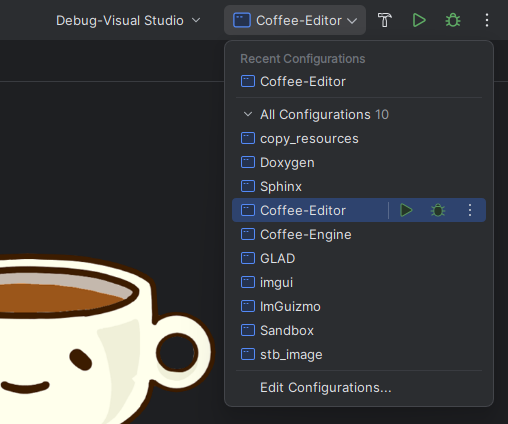 Debug-Visual Studio
Coffee-Editor
Recent Configurations
Coffee-Editor
All Configurations 10
copy_resources
Doxygen
Sphinx
Coffee-Editor
Coffee-Engine
GLAD
imgui
ImGuizmo
Sandbox
stb_image
Edit Configurations...